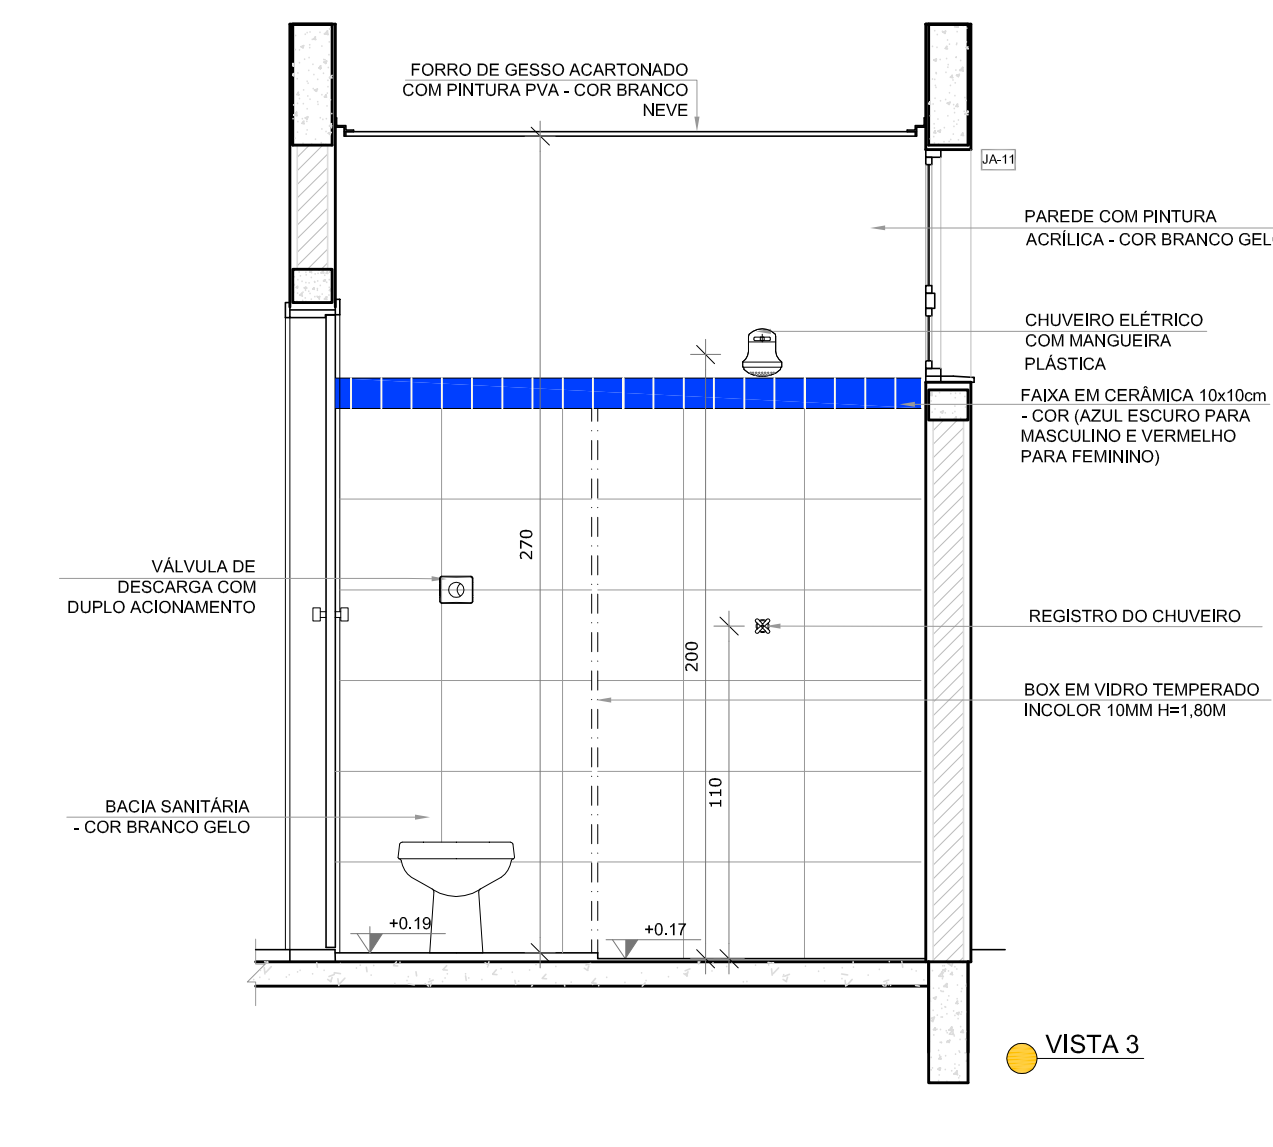 FORRO DE GESSO ACARTONADO
COM PINTURA PVA - COR BRANCO
NEVE
JA-11
PAREDE COM PINTURA
ACRÍLICA - COR BRANCO GELO
CHUVEIRO ELÉTRICO
COM MANGUEIRA
PLÁSTICA
FAIXA EM CERÂMICA 10x10cm
- COR (AZUL ESCURO PARA
MASCULINO E VERMELHO
PARA FEMININO)
270
VÁLVULA DE
DESCARGA COM
DUPLO ACIONAMENTO
REGISTRO DO CHUVEIRO
200
BOX EM VIDRO TEMPERADO
INCOLOR 10MM H=1,80M
110
BACIA SANITÁRIA
- COR BRANCO GELO
+0.19
+0.17
VISTA 3